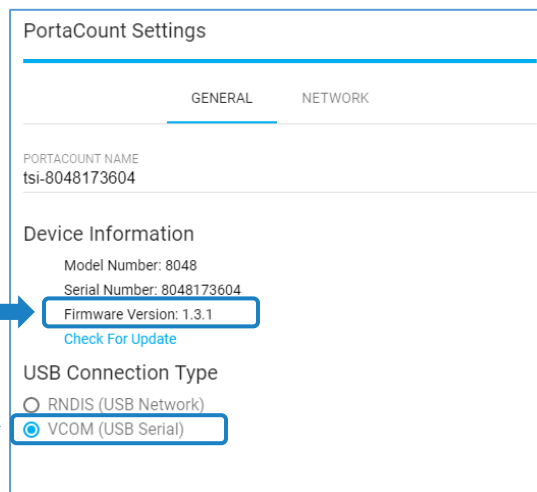 PortaCount Settings
GENERAL NETWORK
PORTACOUNT NAME
tsi-8048173604
Device Information
Model Number: 8048
Serial Number: 8048173604
Firmware Version: 1.3.1
Check For Update
USB Connection Type
RNDIS (USB Network)
VCOM (USB Serial)